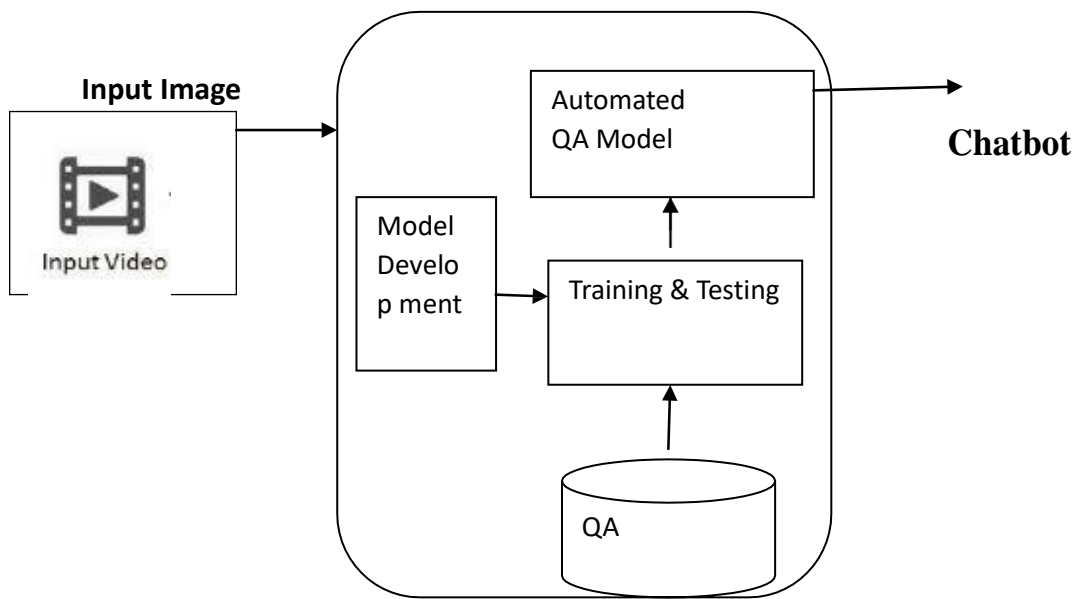 Input Image
Input Video
Automated
QA Model
Chatbot
Model
Develo
p ment
Training & Testing
QA